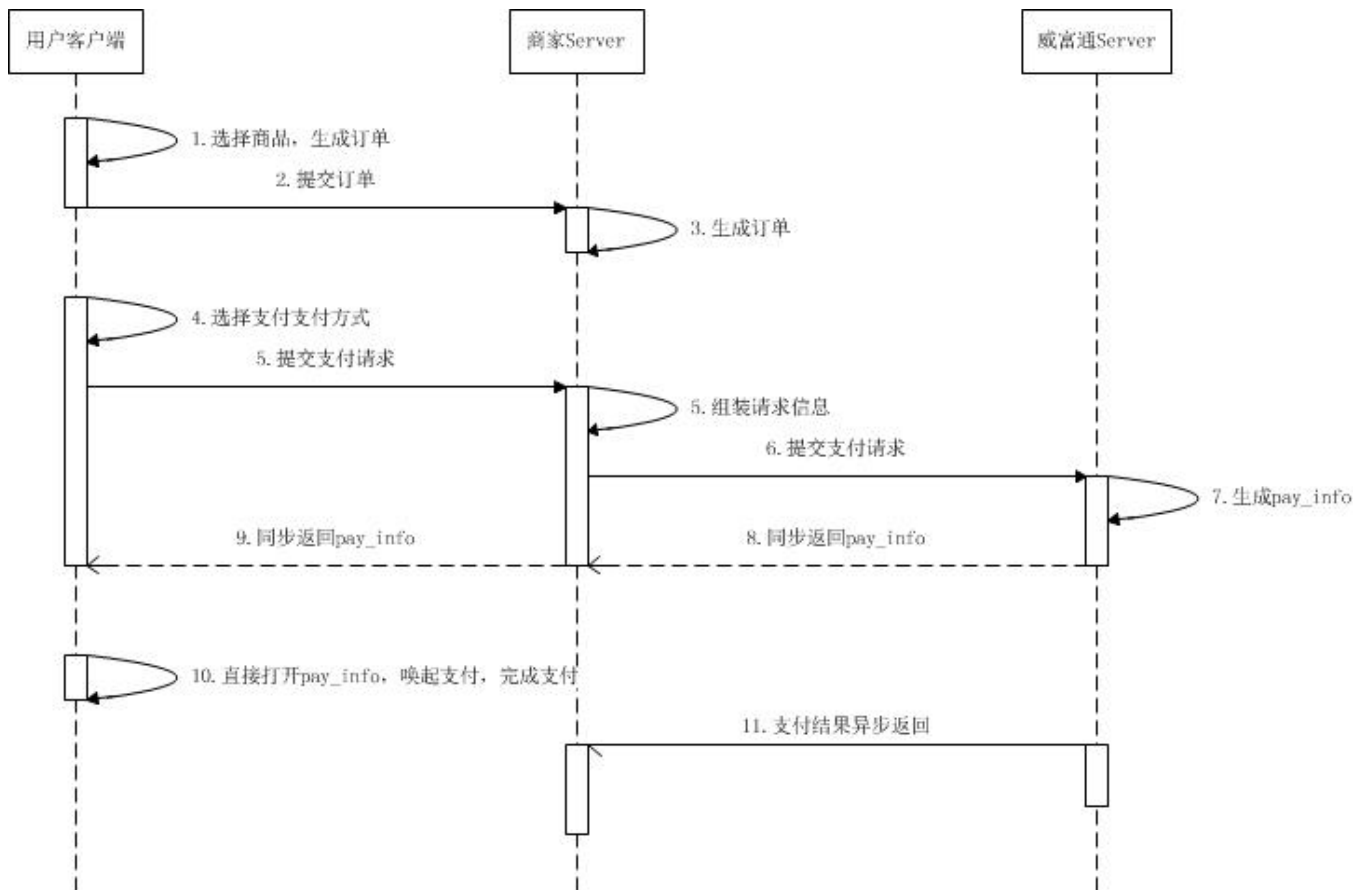 用户客户端
商家Server
威富通Server
1.选择商品，生成订单
2.提交订单
3.生成订单
4.选择支付支付方式
5.提交支付请求
5.组装请求信息
6.提交支付请求
7.生成pay_info
8.同步返回pay_info
9.同步返回pay_info
10.直接打开pay_info，唤起支付，完成支付
11.支付结果异步返回